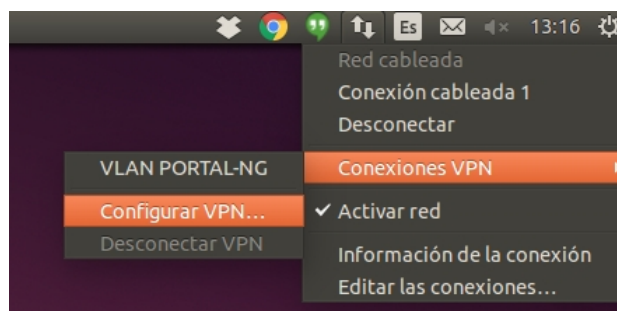 Es 13:16
Red cableada
Conexión cableada 1
Desconectar
Conexiones VPN
VLAN PORTAL-NG
Configurar VPN...
Desconectar VPN
Activar red
Información de la conexión
Editar las conexiones...